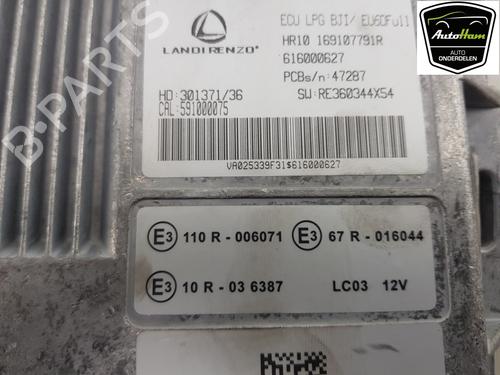 LANDIRENZO®
ECU LPG BJI/ EU6DFull
HR10 169107791R
616000627
PCBs/n: 47287
HD: 301371/36
SW: RE360344X54
CAL: 591000075
VA025339F31$616000627
E3 110 R - 006071
E3 67 R - 016044
E3 10 R - 03 6387
LC03 12V
AutoHam
AUTO
ONDERDELEN
B-PARTS